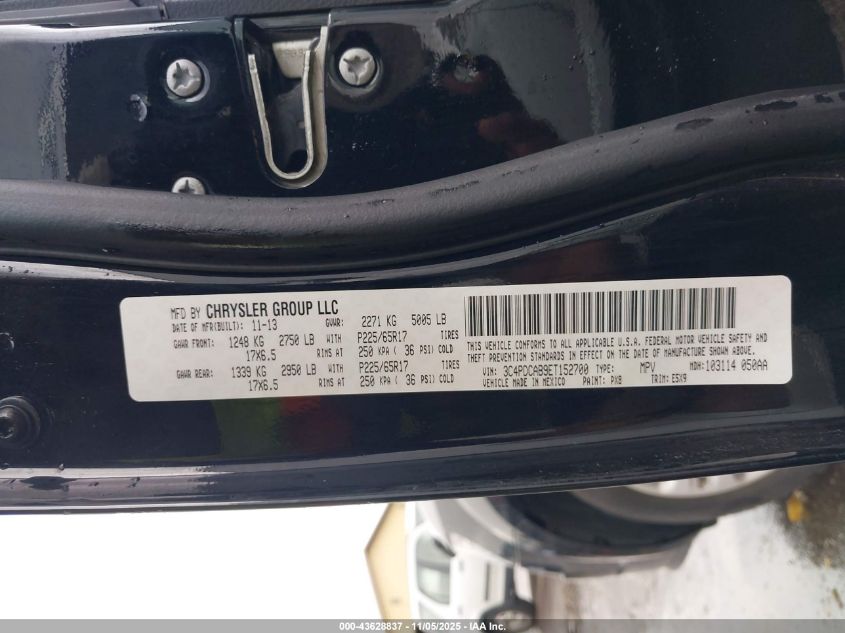 MFD BY CHRYSLER GROUP LLC
DATE OF MFR(BUILT): 11-13 GVWR: 2271 KG 5005 LB
GAWR FRONT: 1248 KG 2750 LB WITH P225/65R17 TIRES
17X6.5 RIMS AT 250 KPA ( 36 PSI) COLD
GAWR REAR: 1339 KG 2950 LB WITH P225/65R17 TIRES
17X6.5 RIMS AT 250 KPA ( 36 PSI) COLD
THIS VEHICLE CONFORMS TO ALL APPLICABLE U.S.A. FEDERAL MOTOR VEHICLE SAFETY AND
THEFT PREVENTION STANDARDS IN EFFECT ON THE DATE OF MANUFACTURE SHOWN ABOVE.
VIN: 3C4PDCAB9ET152700 TYPE: MPV MDH: 103114 050AA
VEHICLE MADE IN MEXICO PAINT: PX8 TRIM: E5X9
000-43628837 - 11/05/2025 - IAA Inc.